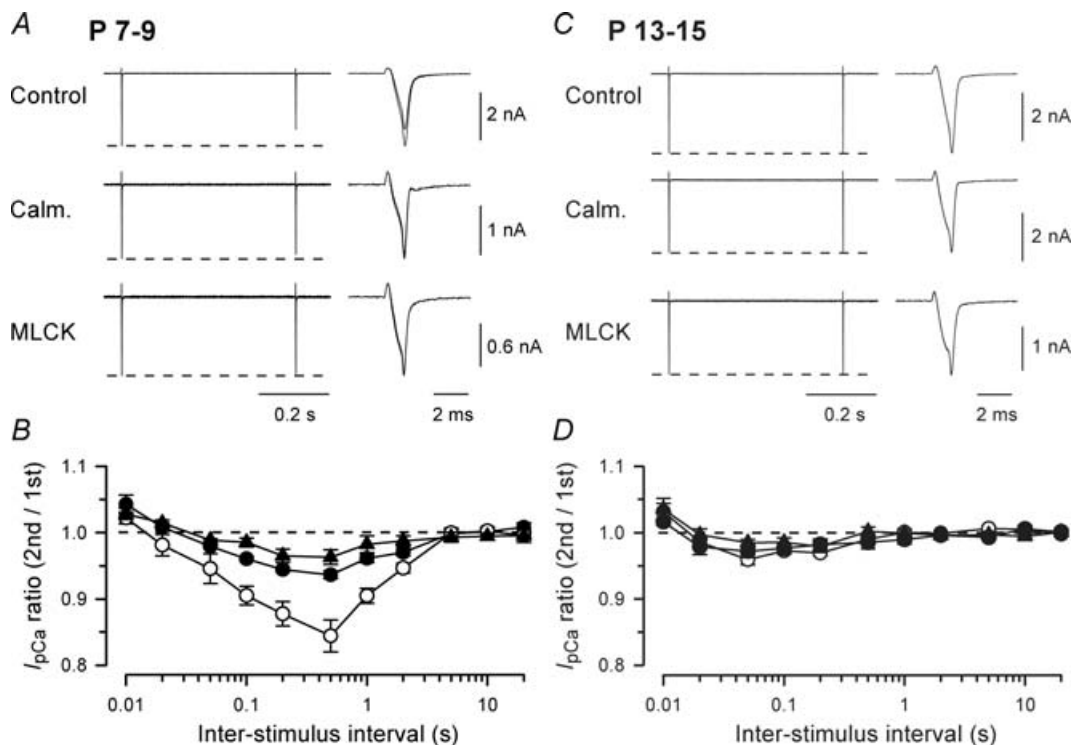 A P 7-9
Control
2 nA
Calm.
1 nA
MLCK
0.6 nA
0.2 s 2 ms
B
IpCa ratio (2nd / 1st)
1.1
1.0
0.9
0.8
0.01 0.1 1 10
Inter-stimulus interval (s)
C P 13-15
Control
2 nA
Calm.
2 nA
MLCK
1 nA
0.2 s 2 ms
D
IpCa ratio (2nd / 1st)
1.1
1.0
0.9
0.8
0.01 0.1 1 10
Inter-stimulus interval (s)